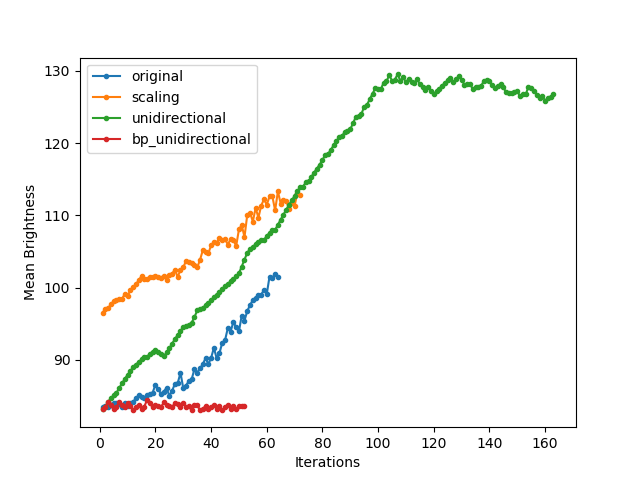 original
scaling
unidirectional
bp_unidirectional
130
120
110
100
90
Mean Brightness
0 20 40 60 80 100 120 140 160
Iterations